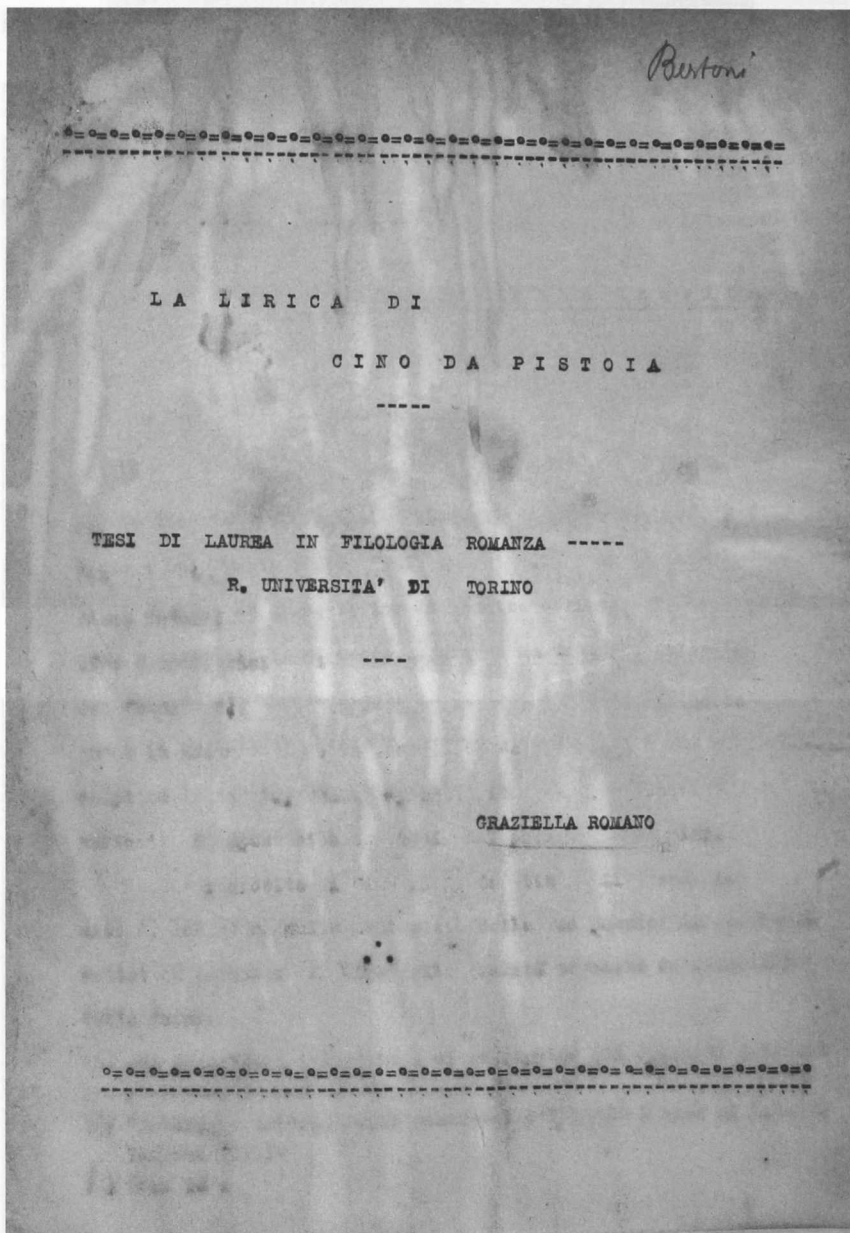 Bertoni
LA LIRICA DI
CINO DA PISTOIA
-----
TESI DI LAUREA IN FILOLOGIA ROMANZA -----
R. UNIVERSITA' DI TORINO
----
GRAZIELLA ROMANO